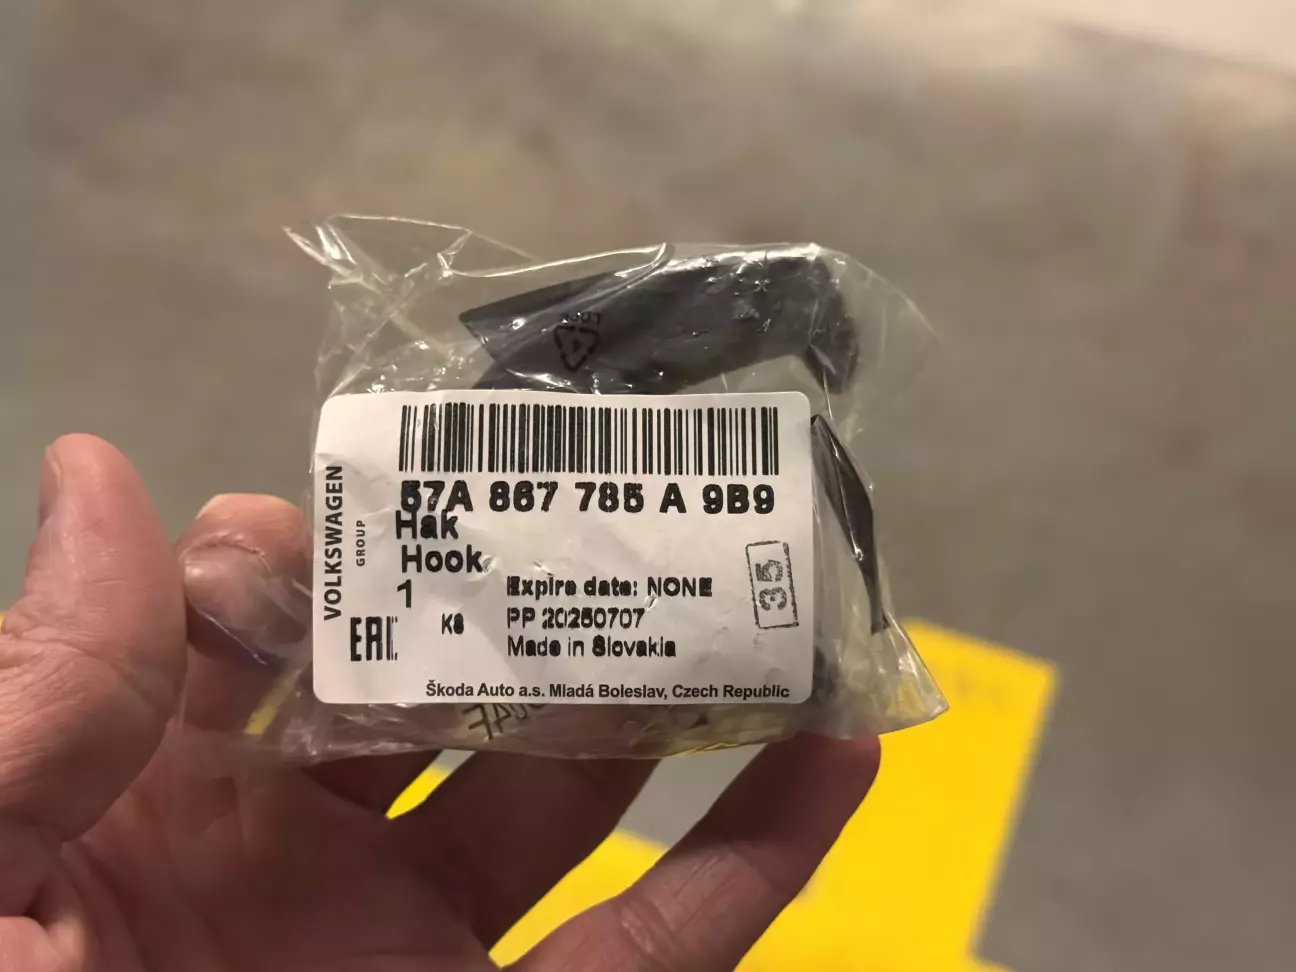 57A 867 785 A 9B9
Hak
Hook
1
Expire date: NONE
K8
PP 20250707
Made in Slovakia
35
VOLKSWAGEN
GROUP
EAC
Škoda Auto a.s. Mladá Boleslav, Czech Republic